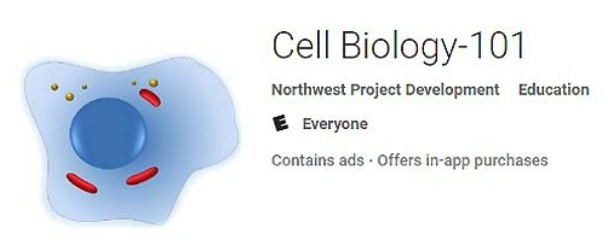 Cell Biology-101
Northwest Project Development Education
E Everyone
Contains ads · Offers in-app purchases